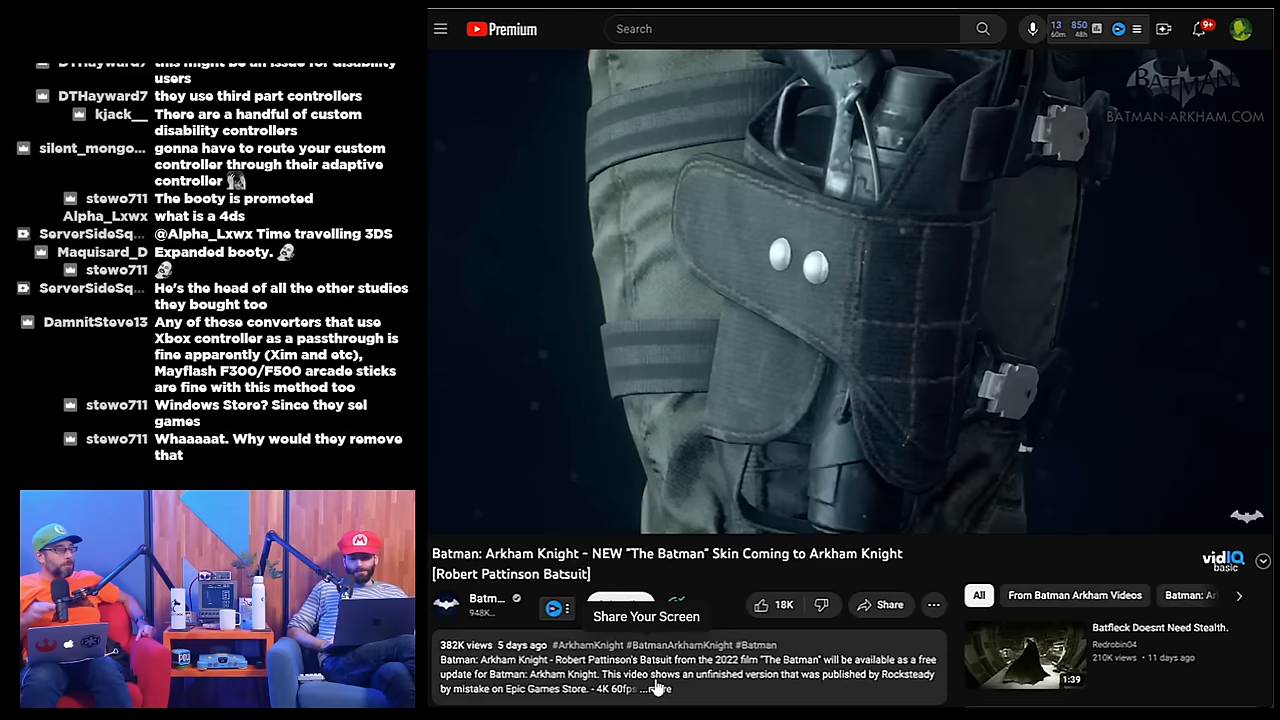 DTHayward7 this might be an issue for disability
users
DTHayward7 they use third part controllers
kjack__ There are a handful of custom
disability controllers
silent_mongo... gonna have to route your custom
controller through their adaptive
controller
stewo711 The booty is promoted
Alpha_Lxwx what is a 4ds
ServerSideSq... @Alpha_Lxwx Time travelling 3DS
Maquisard_D Expanded booty.
stewo711
ServerSideSq... He's the head of all the other studios
they bought too
DamnitSteve13 Any of those converters that use
Xbox controller as a passthrough is
fine apparently (Xim and etc),
Mayflash F300/F500 arcade sticks
are fine with this method too
stewo711 Windows Store? Since they sel
games
stewo711 Whaaaaat. Why would they remove
that
Premium
Search
13 850
60m 48h
9+
BATMAN
BATMAN-ARKHAM.COM
Batman: Arkham Knight - NEW "The Batman" Skin Coming to Arkham Knight
[Robert Pattinson Batsuit]
vidIQ
basic
Batm...
948K...
Share Your Screen
18K
Share
382K views 5 days ago #ArkhamKnight #BatmanArkhamKnight #Batman
Batman: Arkham Knight - Robert Pattinson's Batsuit from the 2022 film "The Batman" will be available as a free
update for Batman: Arkham Knight. This video shows an unfinished version that was published by Rocksteady
by mistake on Epic Games Store. - 4K 60fps
All
From Batman Arkham Videos
Batman: Ar
Batfleck Doesnt Need Stealth.
Redrobin04
210K views • 11 days ago
1:39